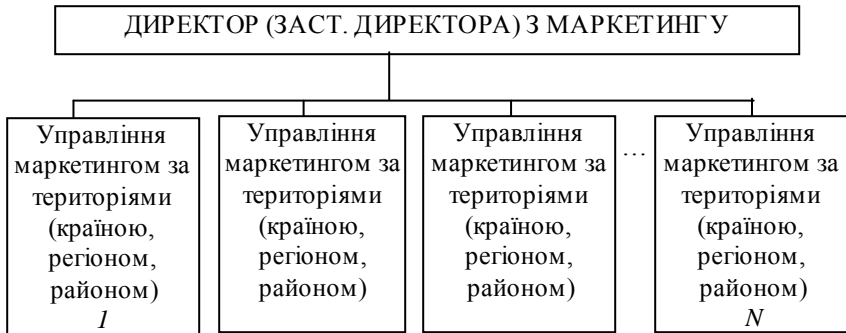 ДИРЕКТОР (ЗАСТ. ДИРЕКТОРА) З МАРКЕТИНГУ
Управління
маркетингом за
територіями
(країною,
регіоном,
районом)
1
Управління
маркетингом за
територіями
(країною,
регіоном,
районом)
Управління
маркетингом за
територіями
(країною,
регіоном,
районом)
…
Управління
маркетингом за
територіями
(країною,
регіоном,
районом)
N